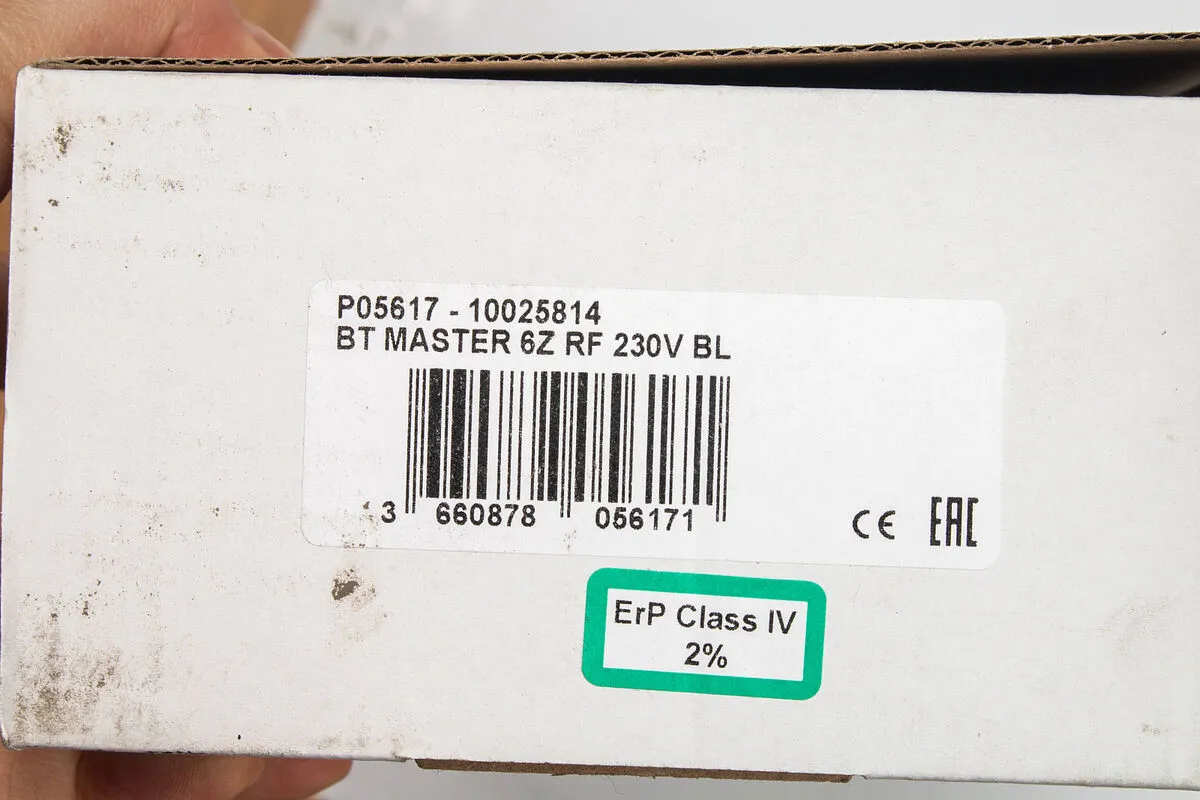 P05617 - 10025814
BT MASTER 6Z RF 230V BL
3 660878 056171
CE EAC
ErP Class IV
2%